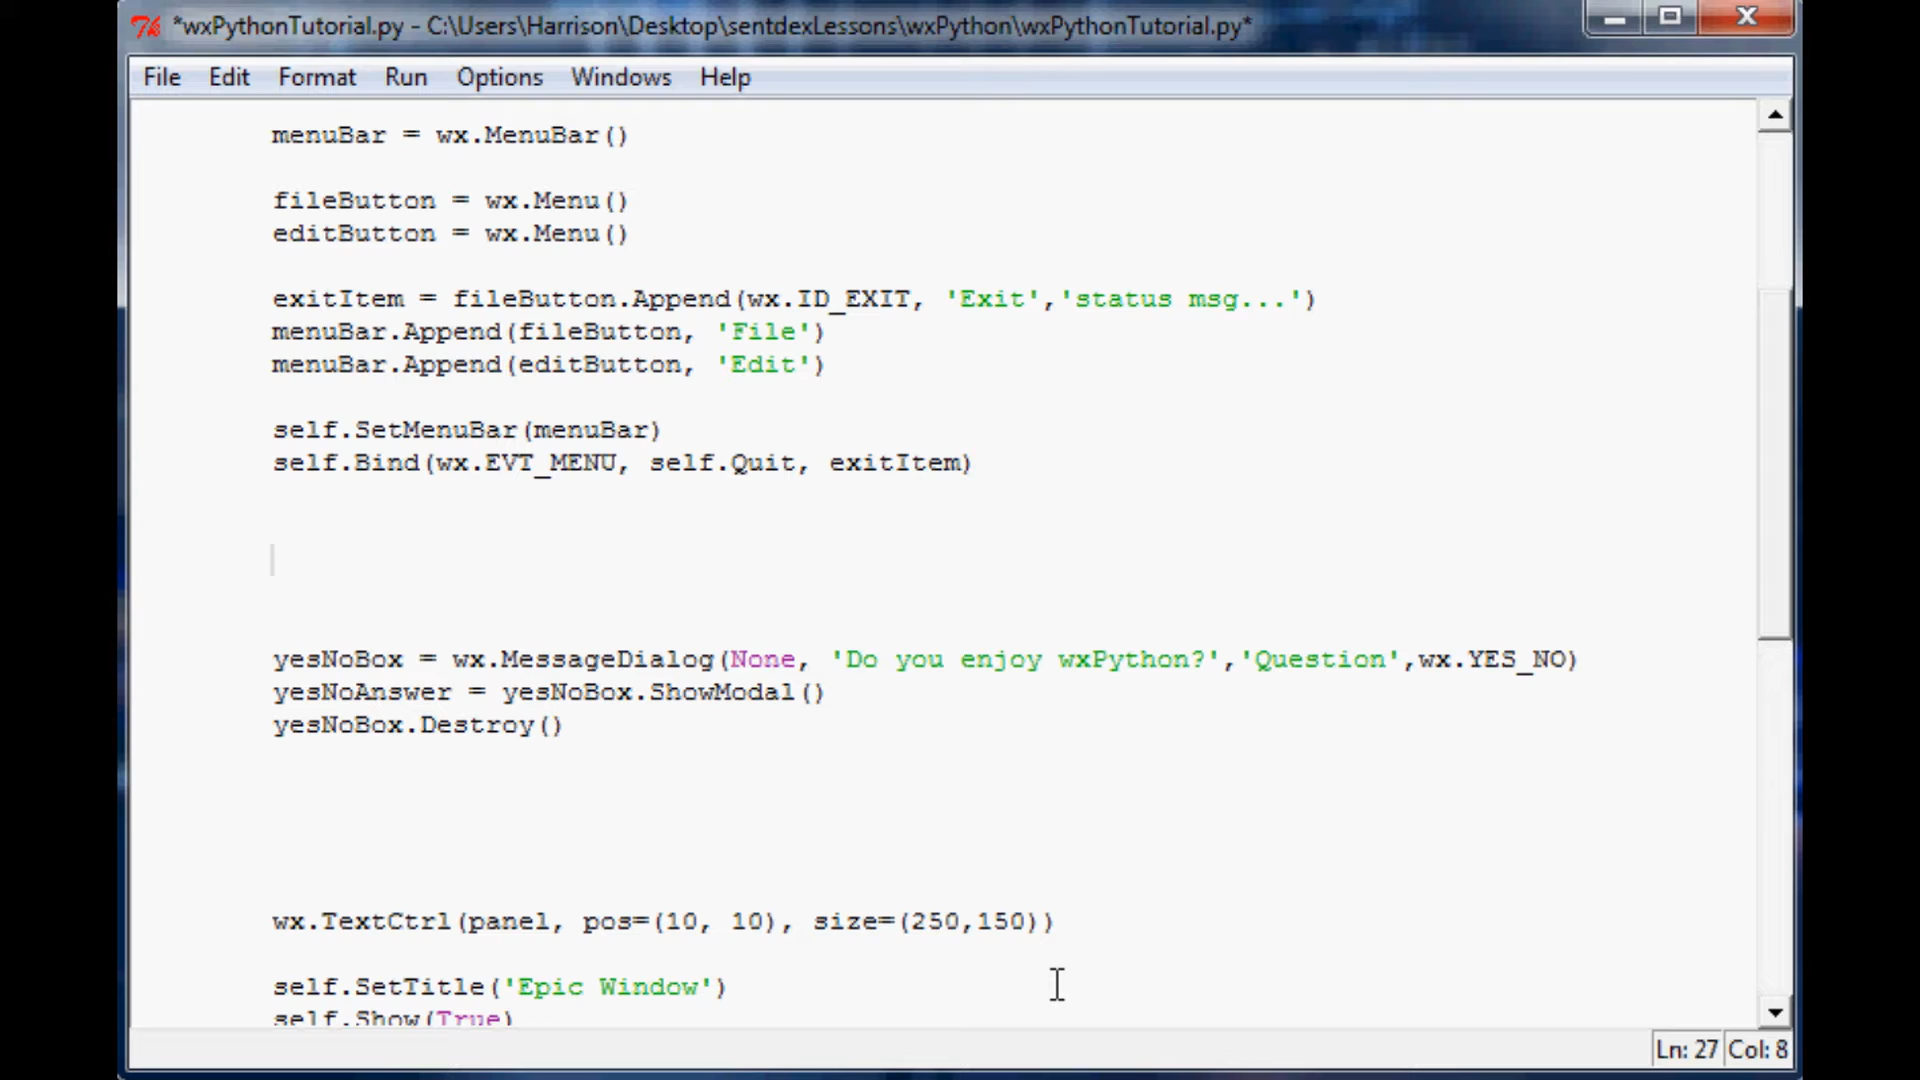 *wxPythonTutorial.py - C:\Users\Harrison\Desktop\sentdexLessons\wxPython\wxPythonTutorial.py*
File Edit Format Run Options Windows Help
menuBar = wx.MenuBar()
fileButton = wx.Menu()
editButton = wx.Menu()
exitItem = fileButton.Append(wx.ID_EXIT, 'Exit','status msg...')
menuBar.Append(fileButton, 'File')
menuBar.Append(editButton, 'Edit')
self.SetMenuBar(menuBar)
self.Bind(wx.EVT_MENU, self.Quit, exitItem)
yesNoBox = wx.MessageDialog(None, 'Do you enjoy wxPython?','Question',wx.YES_NO)
yesNoAnswer = yesNoBox.ShowModal()
yesNoBox.Destroy()
wx.TextCtrl(panel, pos=(10, 10), size=(250,150))
self.SetTitle('Epic Window')
self.Show(True)
Ln: 27 Col: 8